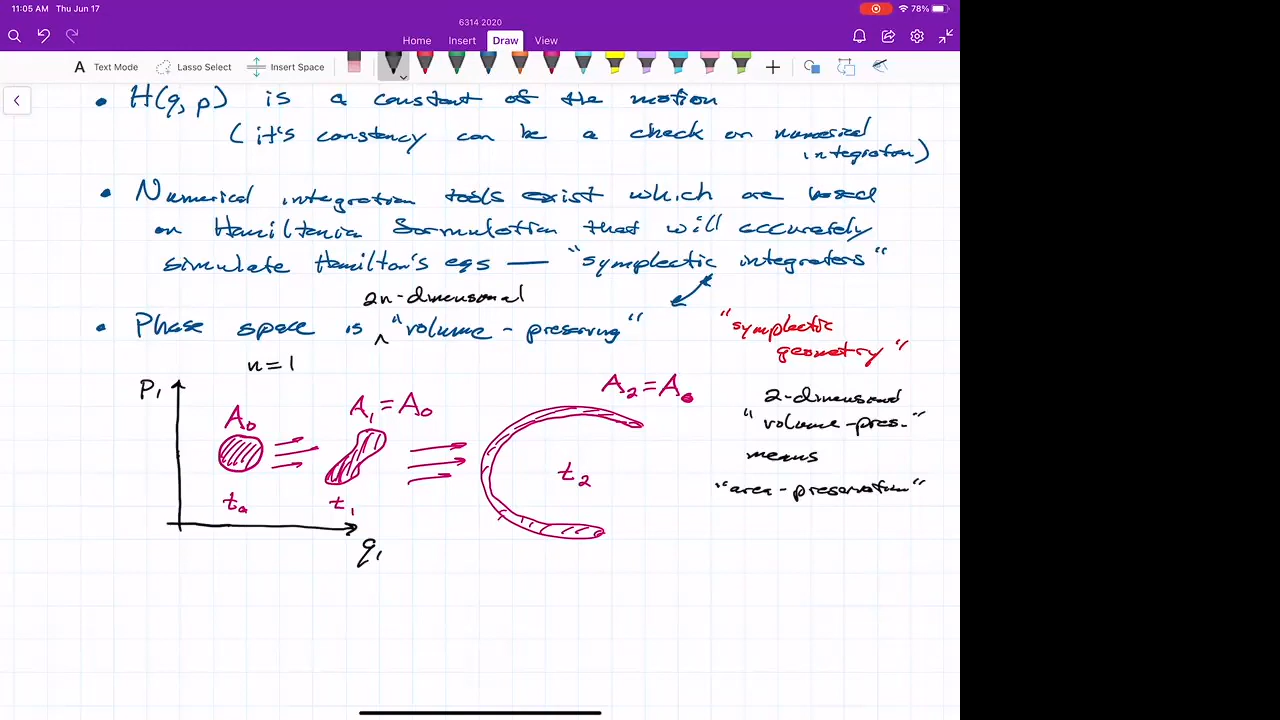 11:05 AM Thu Jun 17
78%
6314 2020
Home Insert Draw View
Text Mode Lasso Select Insert Space
• H(q, p) is a constant of the motion
(it's constancy can be a check on numerical
integration)
• Numerical integration tools exist which are based
on Hamiltonian formulation that will accurately
simulate Hamilton's eqs — "symplectic integrators"
2n-dimensional
• Phase space is ^ "volume-preserving"
"symplectic
geometry"
n=1
P₁
A₀
A₁ = A₀
A₂ = A₀
2-dimensional
"volume-pres."
means
"area-preservation"
t₀
t₁
t₂
q₁